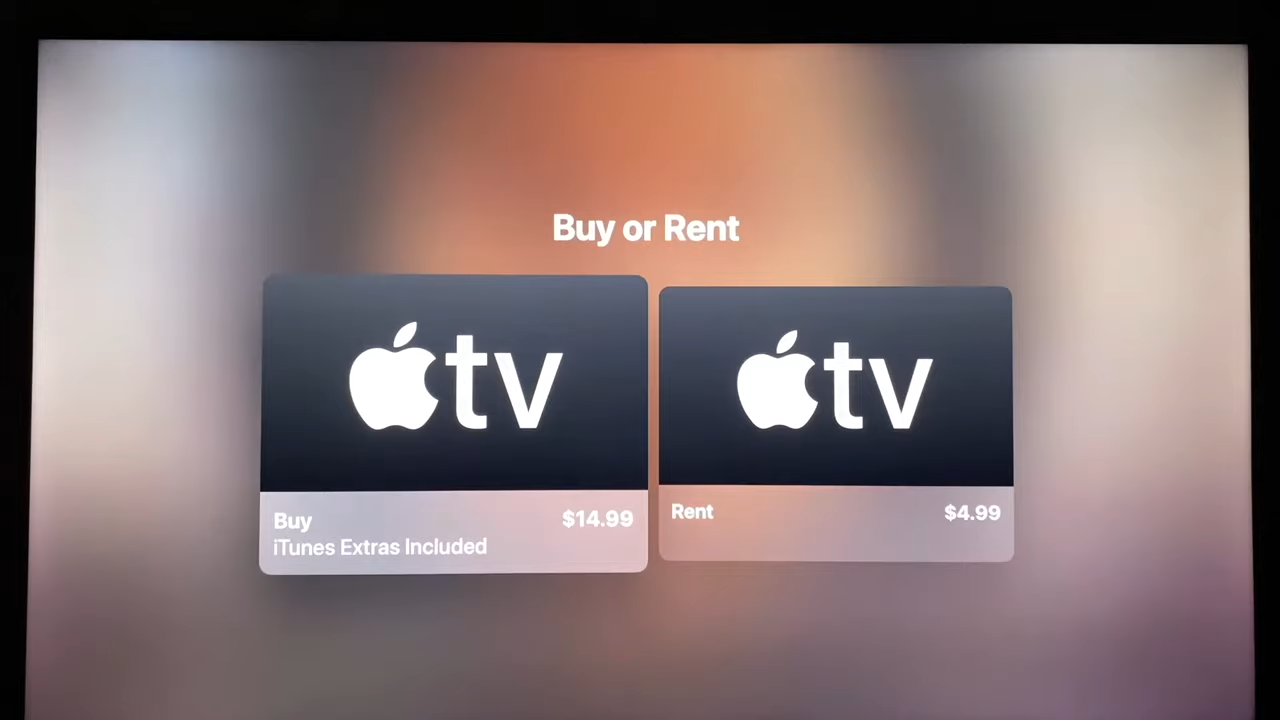 Buy or Rent
tv
tv
Buy
$14.99
iTunes Extras Included
Rent
$4.99